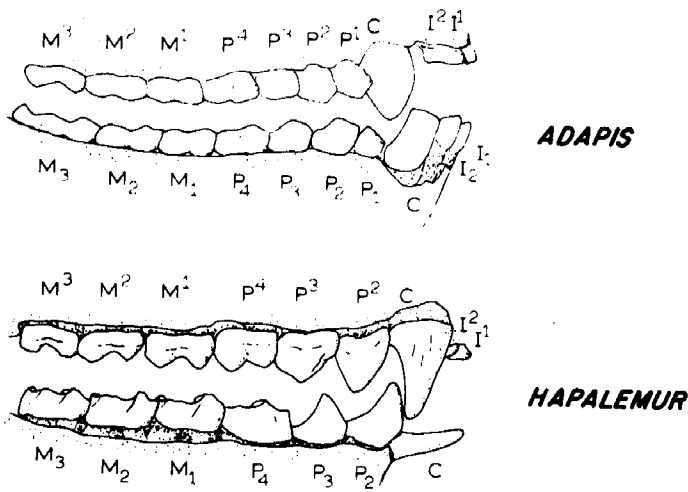 M³ M² M¹ P⁴ P³ P² P¹ C I² I¹
ADAPIS
M₃ M₂ M₁ P₄ P₃ P₂ P₁ C I₂ I₁
M³ M² M¹ P⁴ P³ P² C I² I¹
HAPALEMUR
M₃ M₂ M₁ P₄ P₃ P₂ C